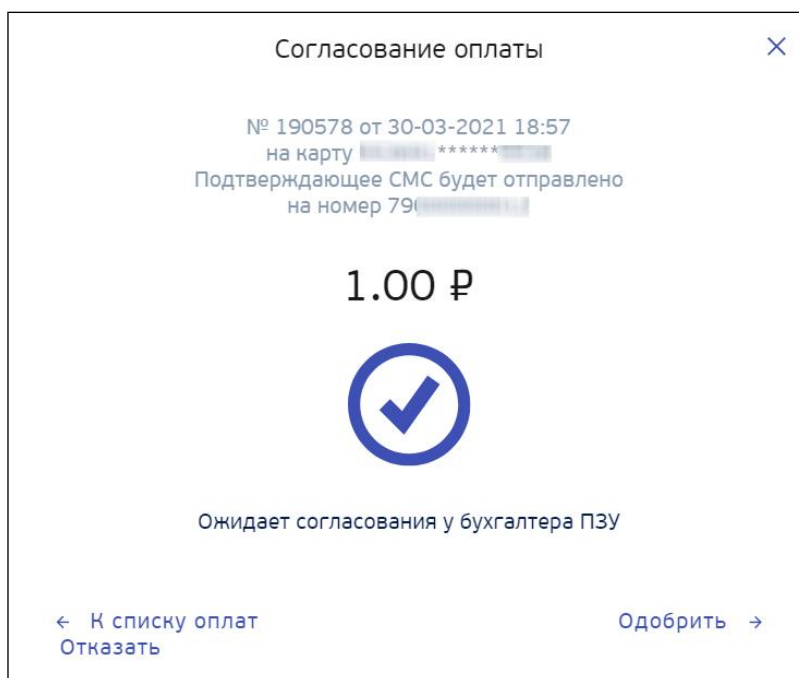 Согласование оплаты
№ 190578 от 30-03-2021 18:57
на карту ******
Подтверждающее СМС будет отправлено
на номер 79
1.00 ₽
Ожидает согласования у бухгалтера ПЗУ
← К списку оплат
Одобрить →
Отказать